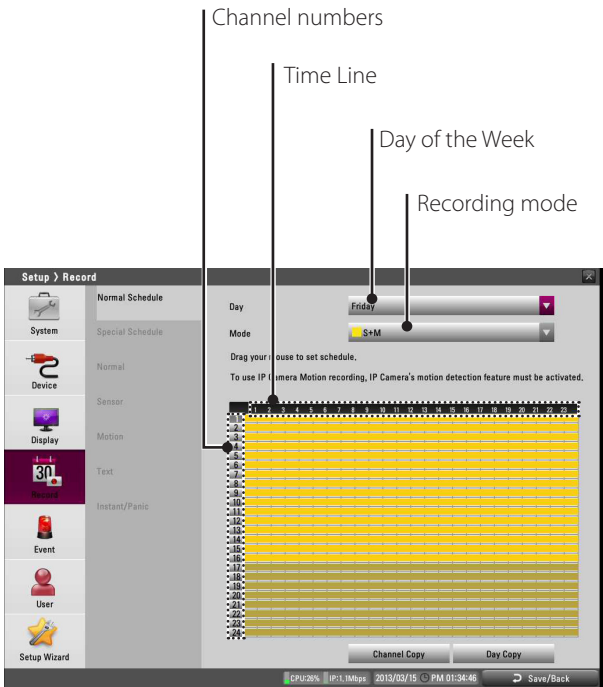 Channel numbers
Time Line
Day of the Week
Recording mode
Setup > Record
System
Device
Display
Record
Event
User
Setup Wizard
Normal Schedule
Special Schedule
Normal
Sensor
Motion
Text
Instant/Panic
Day Friday
Mode S+M
Drag your mouse to set schedule.
To use IP Camera Motion recording, IP Camera's motion detection feature must be activated.
1 2 3 4 5 6 7 8 9 10 11 12 13 14 15 16 17 18 19 20 21 22 23
1
2
3
4
5
6
7
8
9
10
11
12
13
14
15
16
17
18
19
20
21
22
23
24
Channel Copy Day Copy
CPU:26% IP:1.1Mbps 2013/03/15 PM 01:34:46 Save/Back